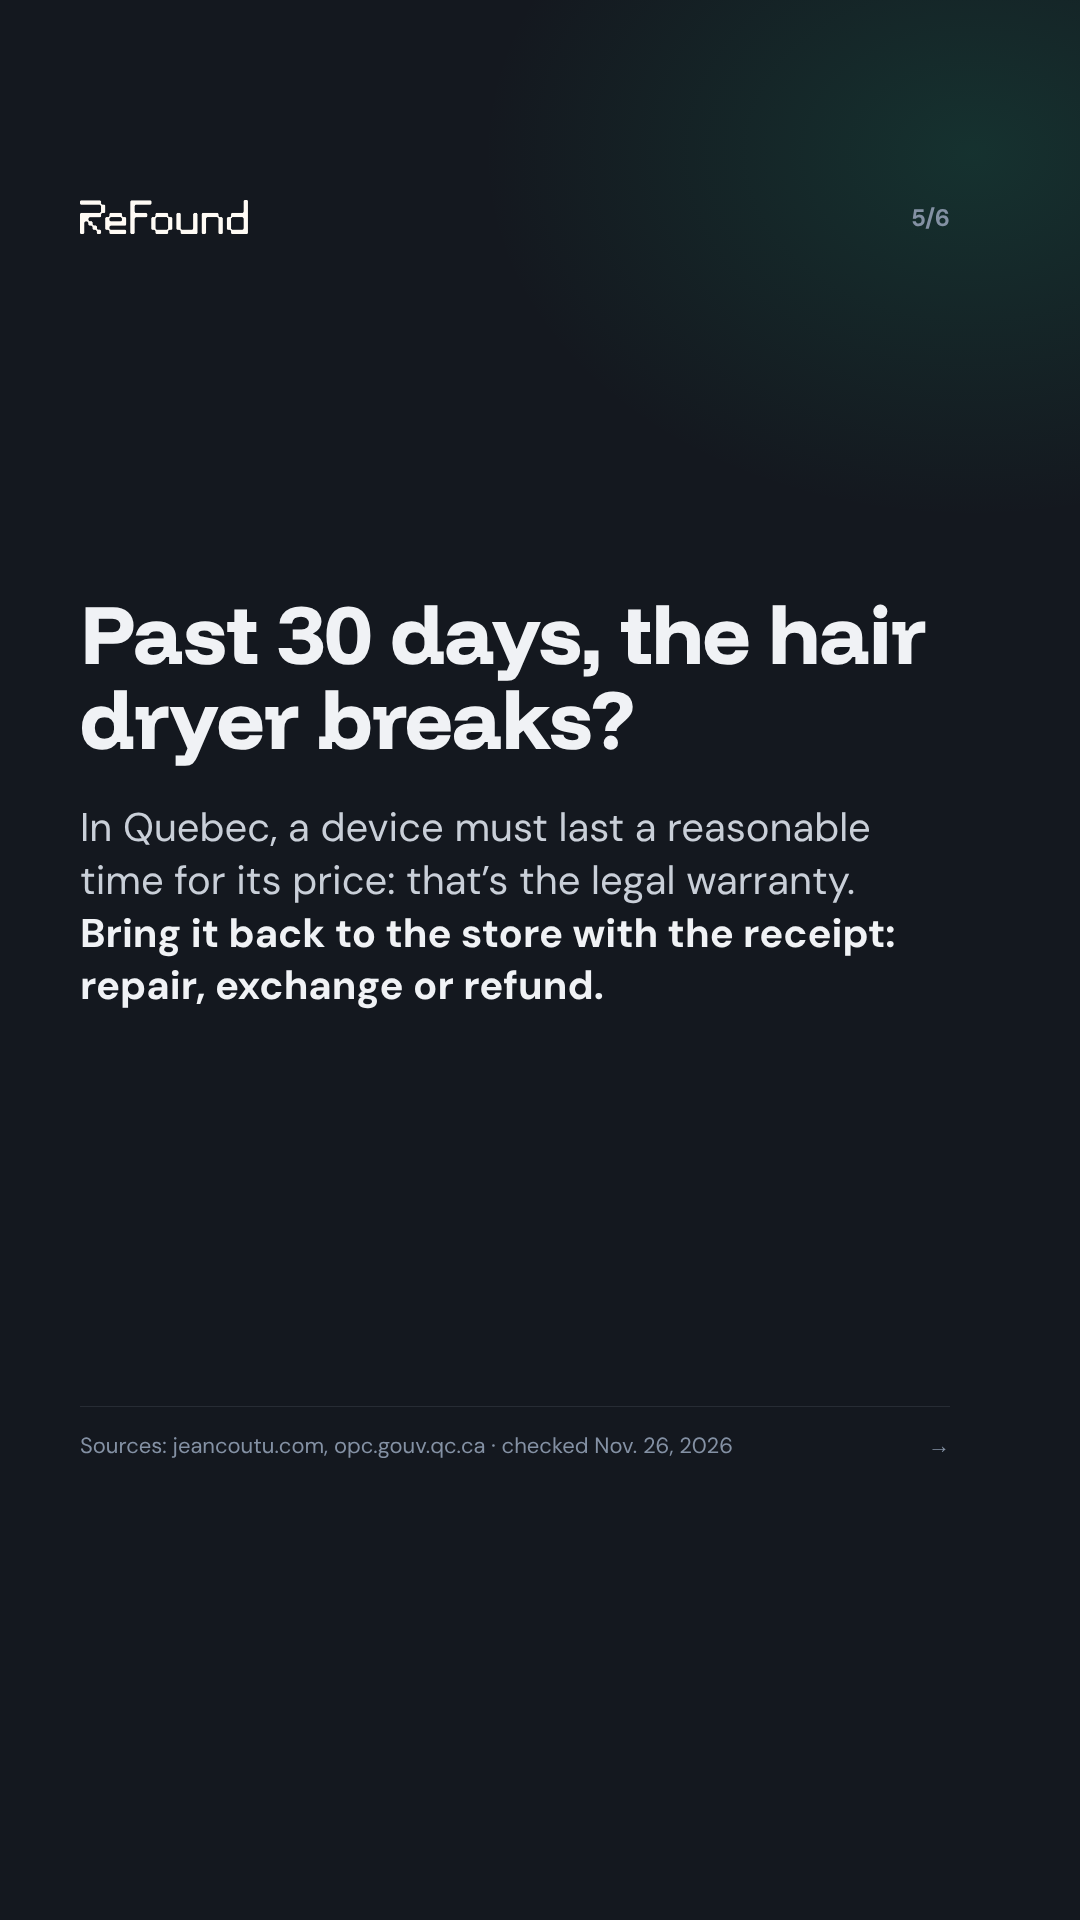 ReFound
5/6
Past 30 days, the hair
dryer breaks?
In Quebec, a device must last a reasonable
time for its price: that’s the legal warranty.
Bring it back to the store with the receipt:
repair, exchange or refund.
Sources: jeancoutu.com, opc.gouv.qc.ca · checked Nov. 26, 2026 →